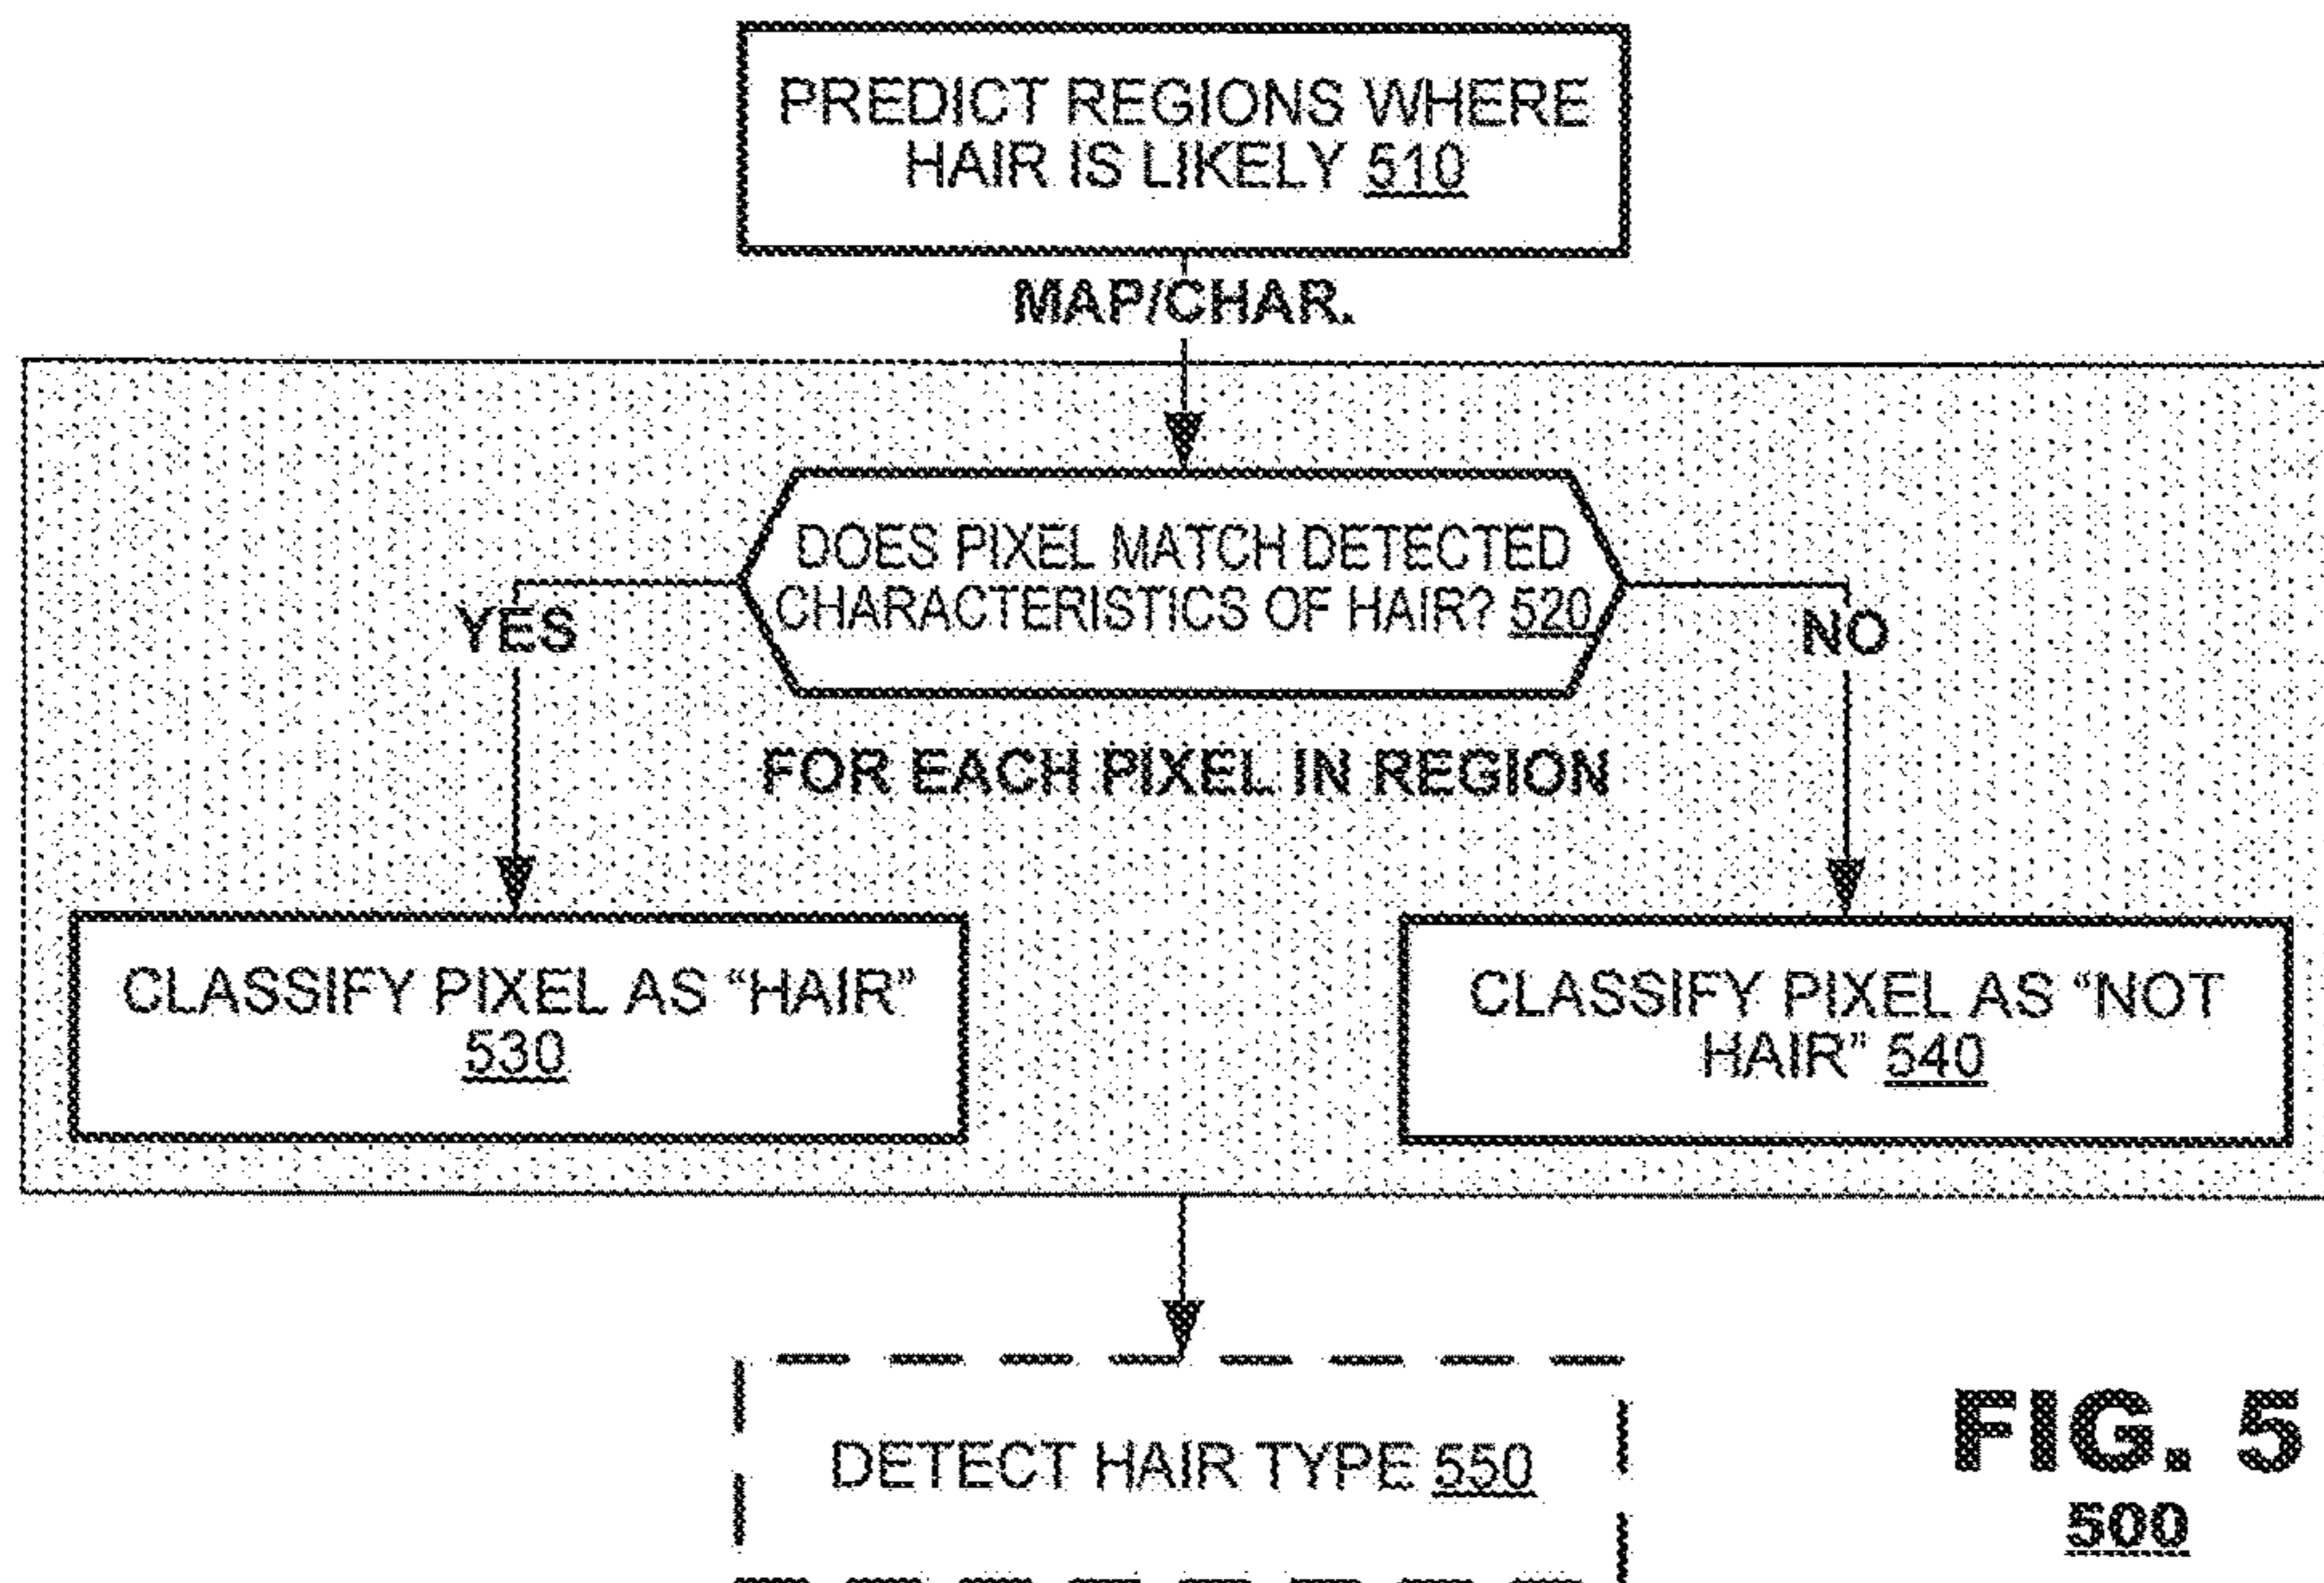 PREDICT REGIONS WHERE
HAIR IS LIKELY 510
MAP/CHAR.
DOES PIXEL MATCH DETECTED
CHARACTERISTICS OF HAIR? 520
YES
NO
FOR EACH PIXEL IN REGION
CLASSIFY PIXEL AS “HAIR”
530
CLASSIFY PIXEL AS “NOT
HAIR” 540
DETECT HAIR TYPE 550
FIG. 5
500